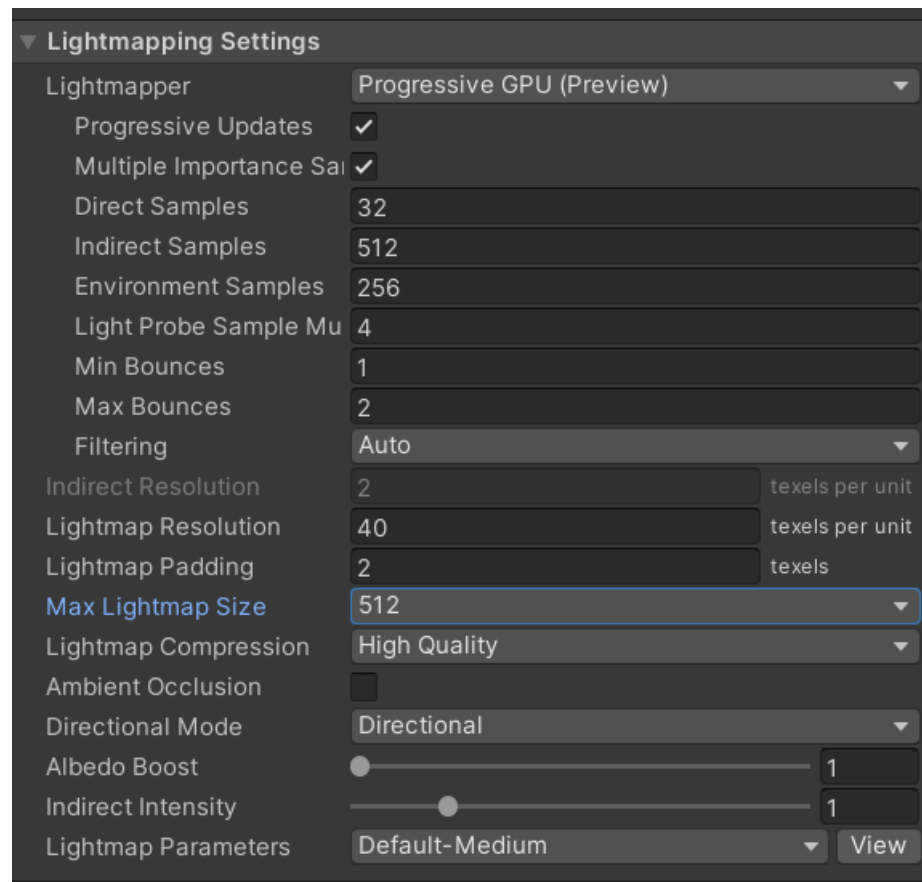 Lightmapping Settings
Lightmapper Progressive GPU (Preview)
Progressive Updates
Multiple Importance Sai
Direct Samples 32
Indirect Samples 512
Environment Samples 256
Light Probe Sample Mu 4
Min Bounces 1
Max Bounces 2
Filtering Auto
Indirect Resolution 2 texels per unit
Lightmap Resolution 40 texels per unit
Lightmap Padding 2 texels
Max Lightmap Size 512
Lightmap Compression High Quality
Ambient Occlusion
Directional Mode Directional
Albedo Boost 1
Indirect Intensity 1
Lightmap Parameters Default-Medium View